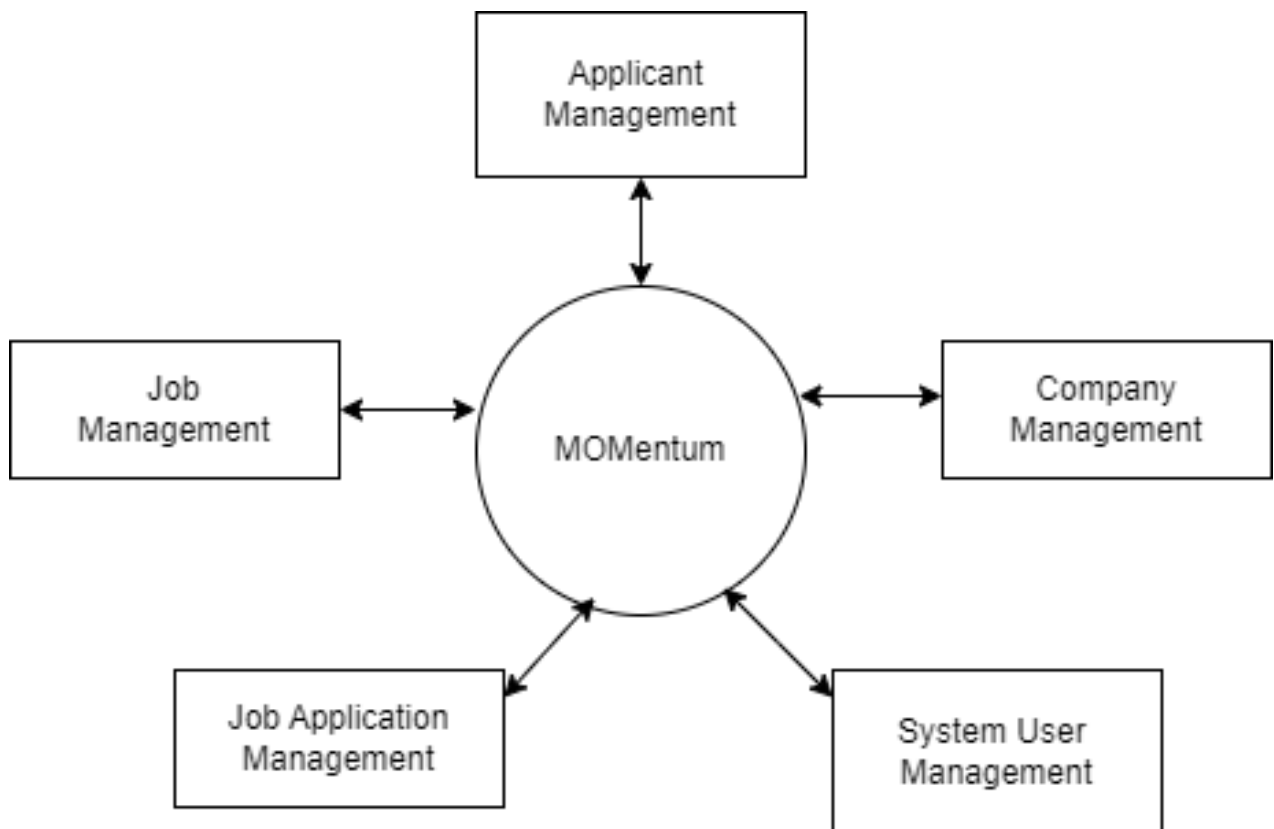 Applicant
Management
Job
Management
MOMentum
Company
Management
Job Application
Management
System User
Management